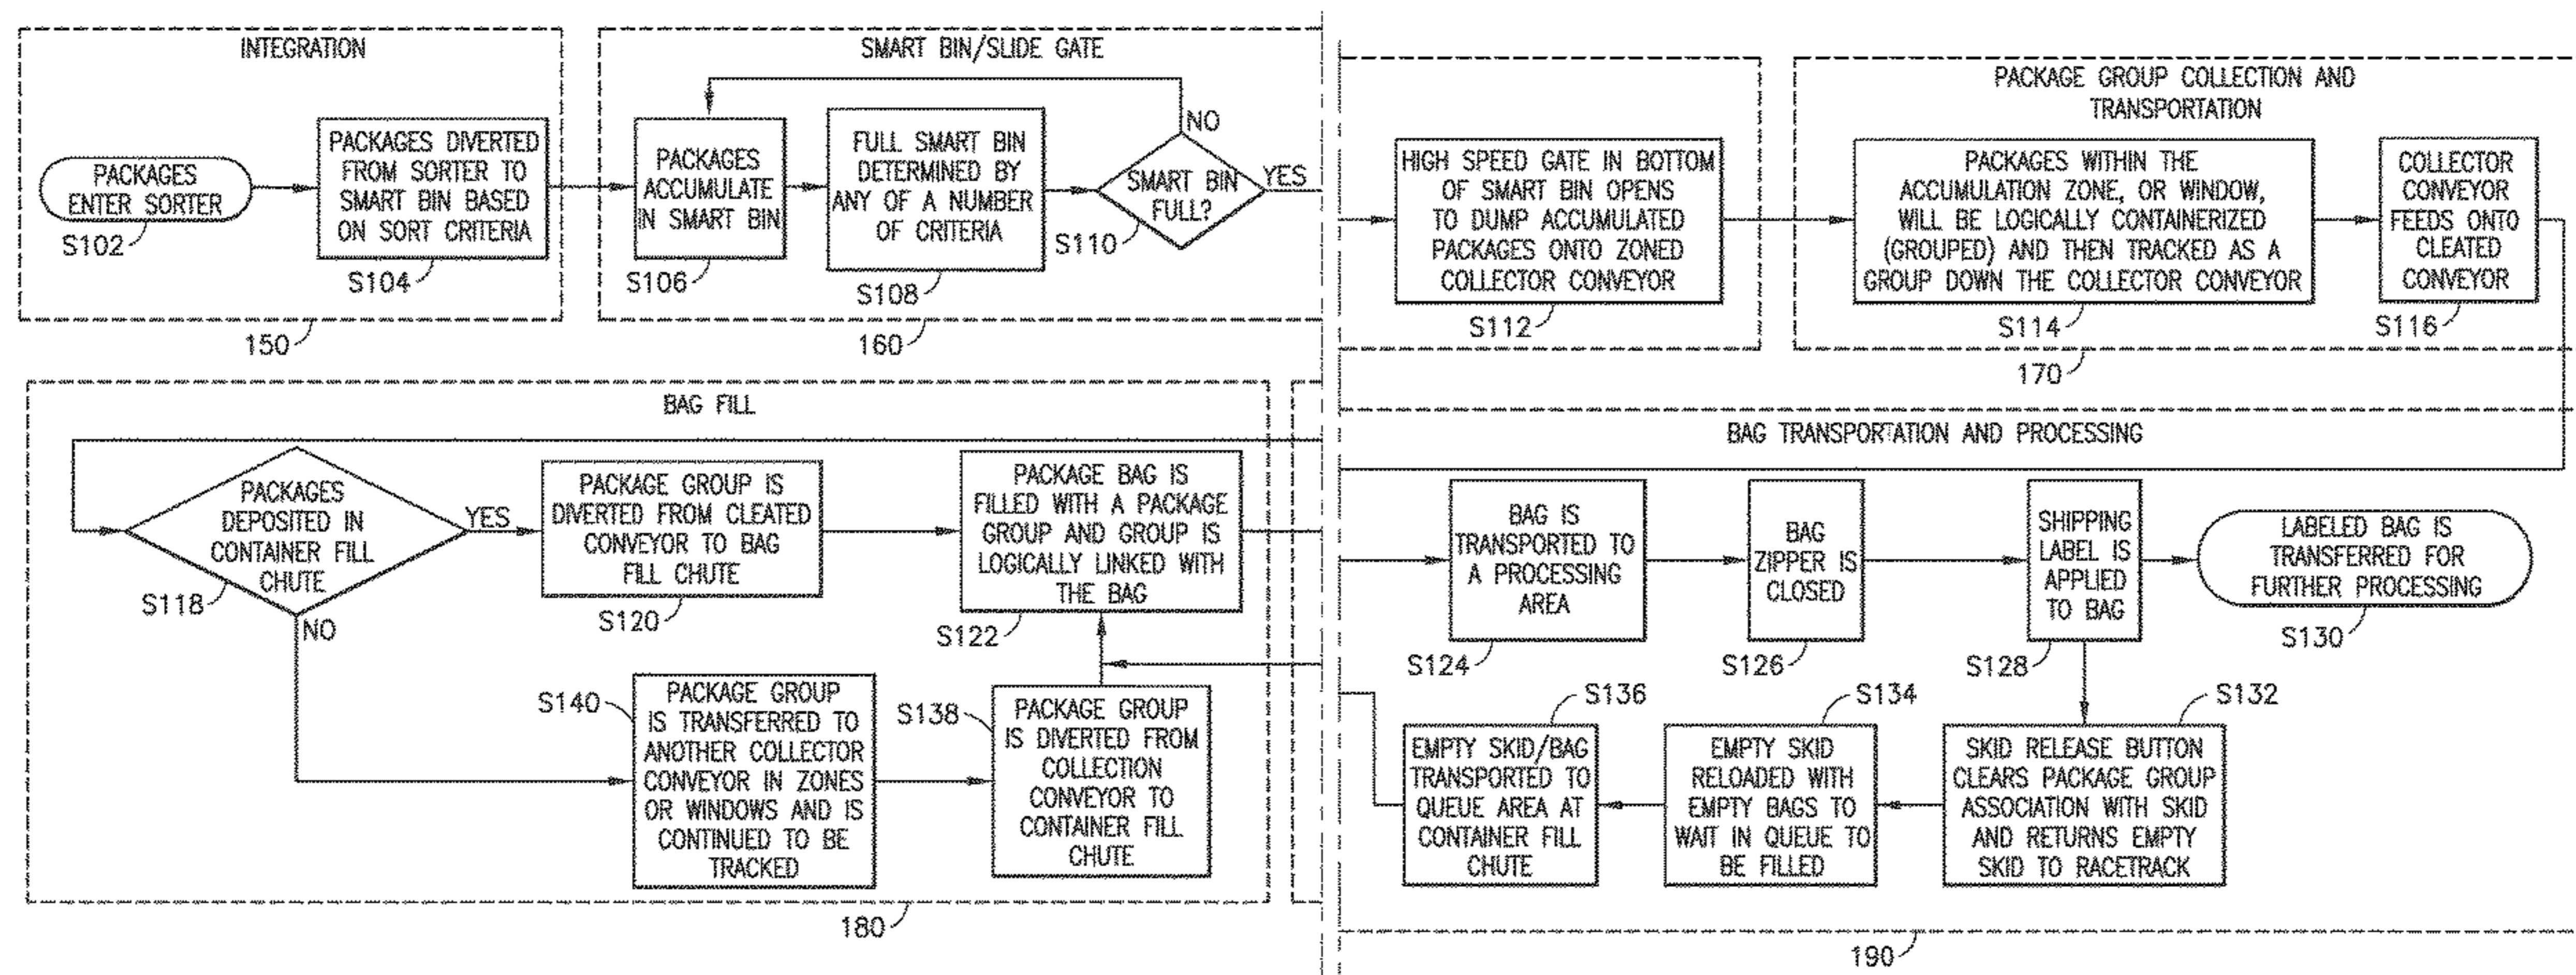 INTEGRATION
PACKAGES
ENTER SORTER
S102
PACKAGES DIVERTED
FROM SORTER TO
SMART BIN BASED
ON SORT CRITERIA
S104
150
SMART BIN/SLIDE GATE
PACKAGES
ACCUMULATE
IN SMART BIN
S106
FULL SMART BIN
DETERMINED BY
ANY OF A NUMBER
OF CRITERIA
S108
NO
SMART BIN
FULL?
YES
S110
160
HIGH SPEED GATE IN BOTTOM
OF SMART BIN OPENS
TO DUMP ACCUMULATED
PACKAGES ONTO ZONED
COLLECTOR CONVEYOR
S112
PACKAGE GROUP COLLECTION AND
TRANSPORTATION
PACKAGES WITHIN THE
ACCUMULATION ZONE, OR WINDOW,
WILL BE LOGICALLY CONTAINERIZED
(GROUPED) AND THEN TRACKED AS A
GROUP DOWN THE COLLECTOR CONVEYOR
S114
COLLECTOR
CONVEYOR
FEEDS ONTO
CLEATED
CONVEYOR
S116
170
BAG FILL
PACKAGES
DEPOSITED IN
CONTAINER FILL
CHUTE
YES
S118
NO
PACKAGE GROUP IS
DIVERTED FROM CLEATED
CONVEYOR TO BAG
FILL CHUTE
S120
PACKAGE BAG IS
FILLED WITH A PACKAGE
GROUP AND GROUP IS
LOGICALLY LINKED WITH
THE BAG
S122
S140
PACKAGE GROUP
IS TRANSFERRED TO
ANOTHER COLLECTOR
CONVEYOR IN ZONES
OR WINDOWS AND IS
CONTINUED TO BE
TRACKED
S138
PACKAGE GROUP
IS DIVERTED FROM
COLLECTION
CONVEYOR TO
CONTAINER FILL
CHUTE
180
BAG TRANSPORTATION AND PROCESSING
BAG IS
TRANSPORTED TO
A PROCESSING
AREA
S124
BAG
ZIPPER IS
CLOSED
S126
SHIPPING
LABEL IS
APPLIED
TO BAG
S128
LABELED BAG IS
TRANSFERRED FOR
FURTHER PROCESSING
S130
S136
EMPTY SKID/BAG
TRANSPORTED TO
QUEUE AREA AT
CONTAINER FILL
CHUTE
S134
EMPTY SKID
RELOADED WITH
EMPTY BAGS TO
WAIT IN QUEUE TO
BE FILLED
S132
SKID RELEASE BUTTON
CLEARS PACKAGE GROUP
ASSOCIATION WITH SKID
AND RETURNS EMPTY
SKID TO RACETRACK
190